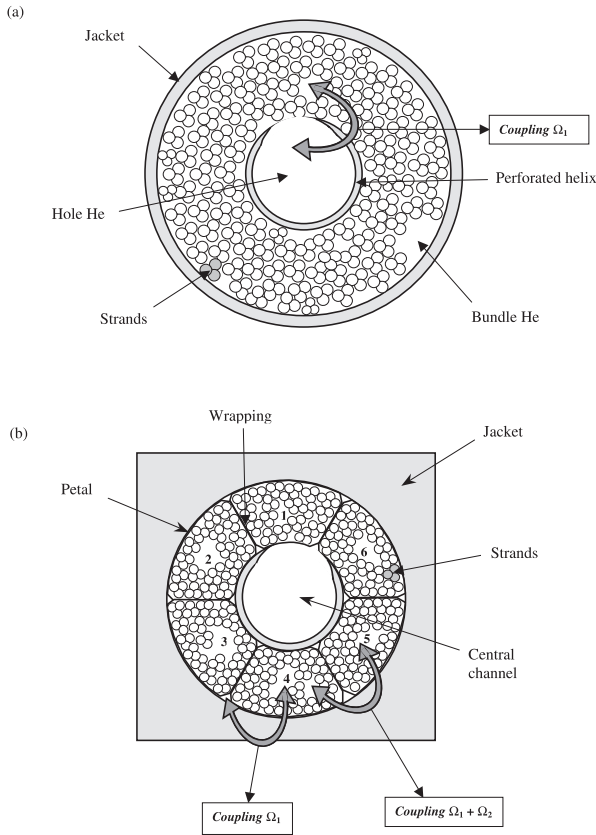 (a)
Jacket
Coupling Ω1
Perforated helix
Hole He
Strands
Bundle He
Wrapping
(b)
Jacket
Petal
1
2
6
Strands
3
5
4
Central
channel
Coupling Ω1
Coupling Ω1 + Ω2